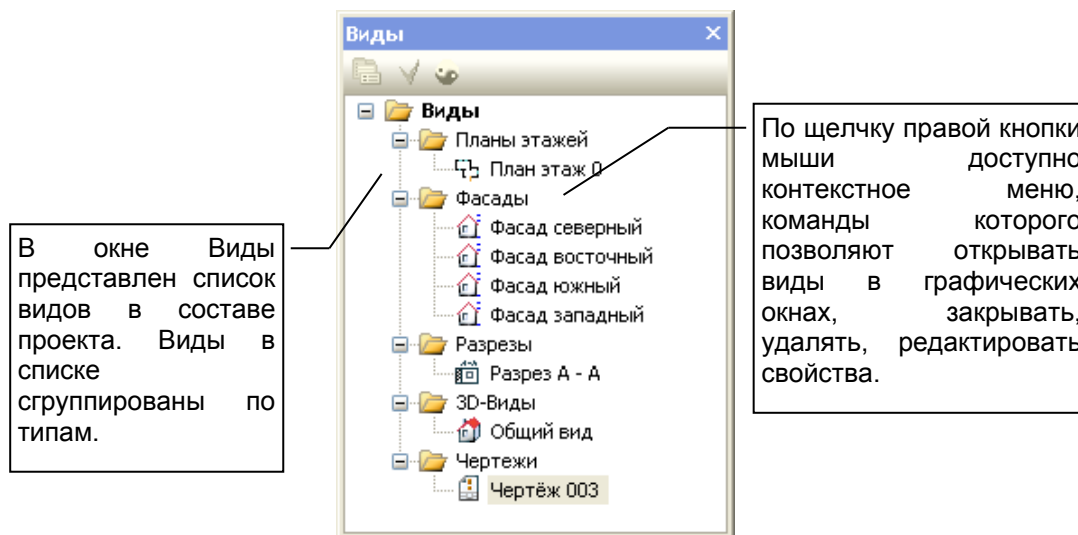 Виды
Виды
Планы этажей
План этаж 0
Фасады
Фасад северный
Фасад восточный
Фасад южный
Фасад западный
Разрезы
Разрез А - А
3D-Виды
Общий вид
Чертежи
Чертёж 003
В окне Виды
представлен список
видов в составе
проекта. Виды в
списке
сгруппированы по
типам.
По щелчку правой кнопки
мыши доступно
контекстное меню,
команды которого
позволяют открывать
виды в графических
окнах, закрывать,
удалять, редактировать
свойства.